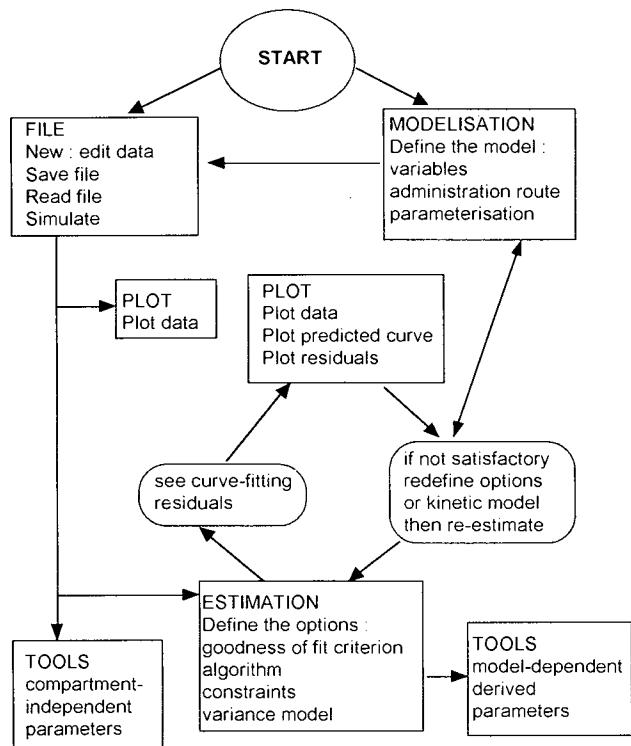 START
FILE
New : edit data
Save file
Read file
Simulate
MODELISATION
Define the model :
variables
administration route
parameterisation
PLOT
Plot data
PLOT
Plot data
Plot predicted curve
Plot residuals
see curve-fitting
residuals
if not satisfactory
redefine options
or kinetic model
then re-estimate
ESTIMATION
Define the options :
goodness of fit criterion
algorithm
constraints
variance model
TOOLS
compartment-
independent
parameters
TOOLS
model-dependent
derived
parameters